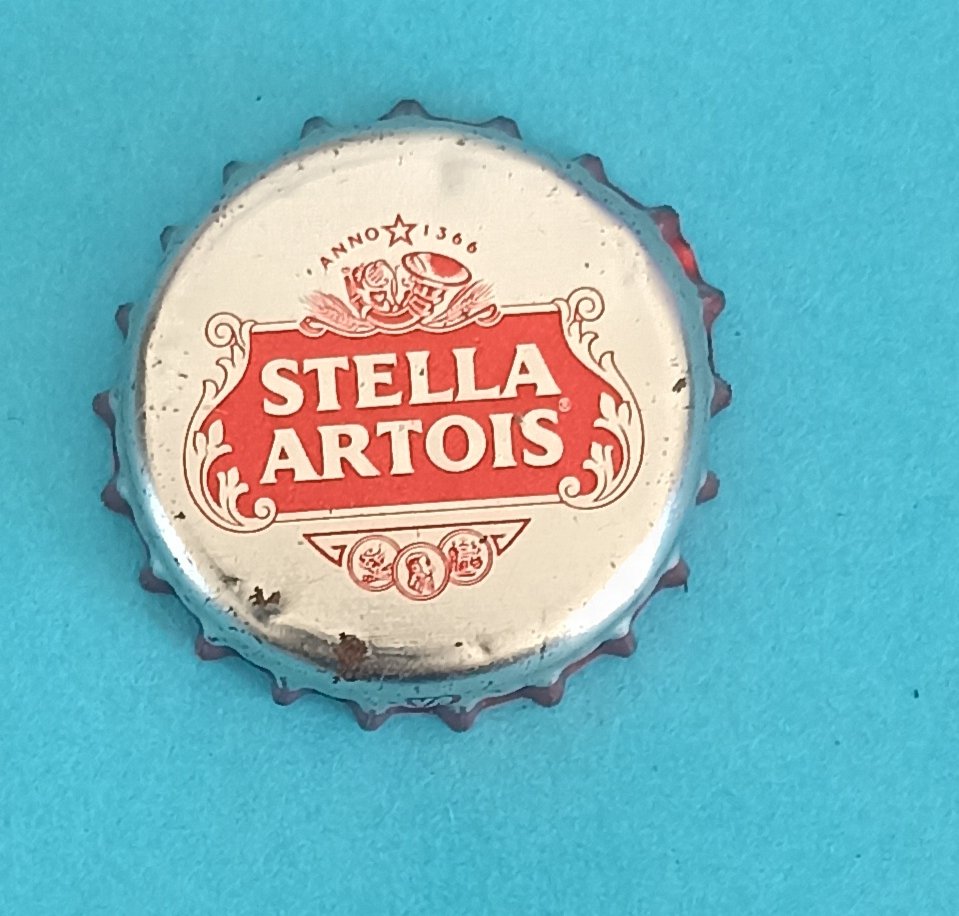 ANNO ☆ 1366
STELLA
ARTOIS®